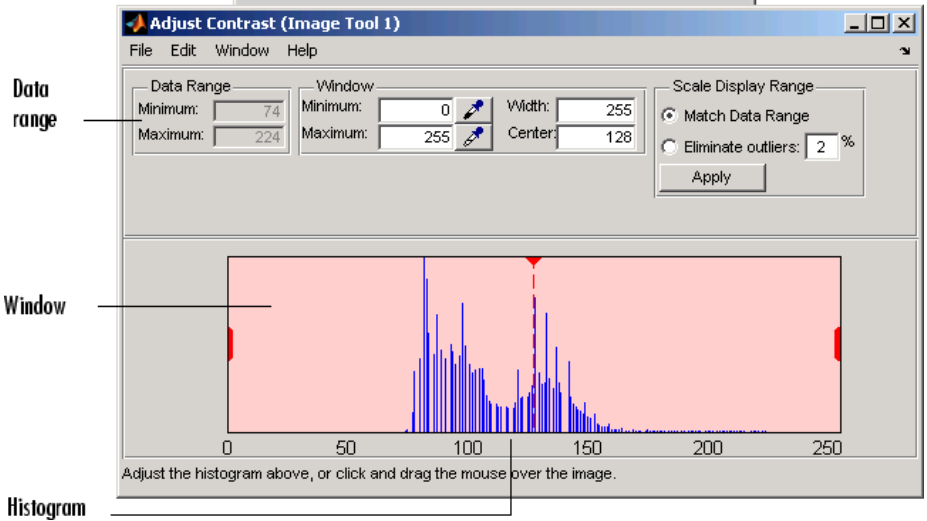 Adjust Contrast (Image Tool 1)
File Edit Window Help
Data range
Data Range
Minimum: 74
Maximum: 224
Window
Minimum: 0
Maximum: 255
Width: 255
Center: 128
Scale Display Range
Match Data Range
Eliminate outliers: 2 %
Apply
Window
0 50 100 150 200 250
Adjust the histogram above, or click and drag the mouse over the image.
Histogram